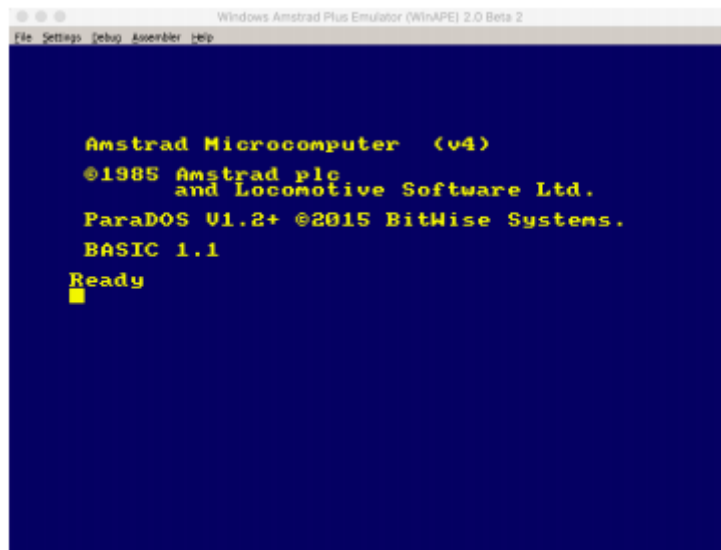 Windows Amstrad Plus Emulator (WinAPE) 2.0 Beta 2
File Settings Debug Assembler Help
Amstrad Microcomputer (v4)
©1985 Amstrad plc
and Locomotive Software Ltd.
ParaDOS V1.2+ ©2015 BitWise Systems.
BASIC 1.1
Ready